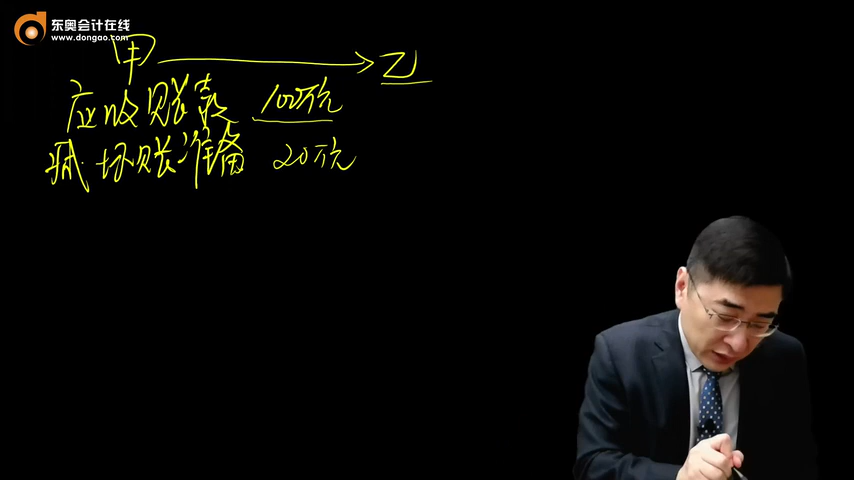 东奥会计在线
www.dongao.com
甲 → 乙
应收账款 100万元
减:坏账准备 20万元